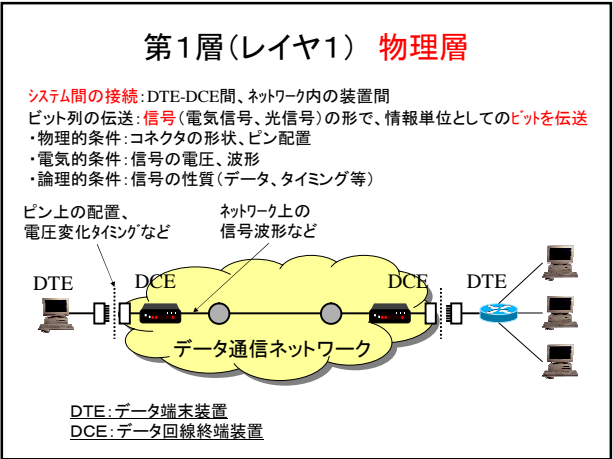 第１層（レイヤ１）　物理層
システム間の接続：DTE-DCE間、ネットワーク内の装置間
ビット列の伝送：信号（電気信号、光信号）の形で、情報単位としてのビットを伝送
・物理的条件：コネクタの形状、ピン配置
・電気的条件：信号の電圧、波形
・論理的条件：信号の性質（データ、タイミング等）
ピン上の配置、
電圧変化タイミングなど
ネットワーク上の
信号波形など
DTE
DCE
DCE
DTE
データ通信ネットワーク
DTE：データ端末装置
DCE：データ回線終端装置